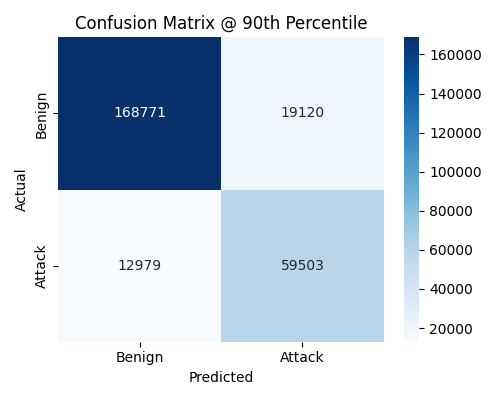 Confusion Matrix @ 90th Percentile
Actual
Benign
168771
19120
Attack
12979
59503
Benign
Attack
Predicted
160000
140000
120000
100000
80000
60000
40000
20000